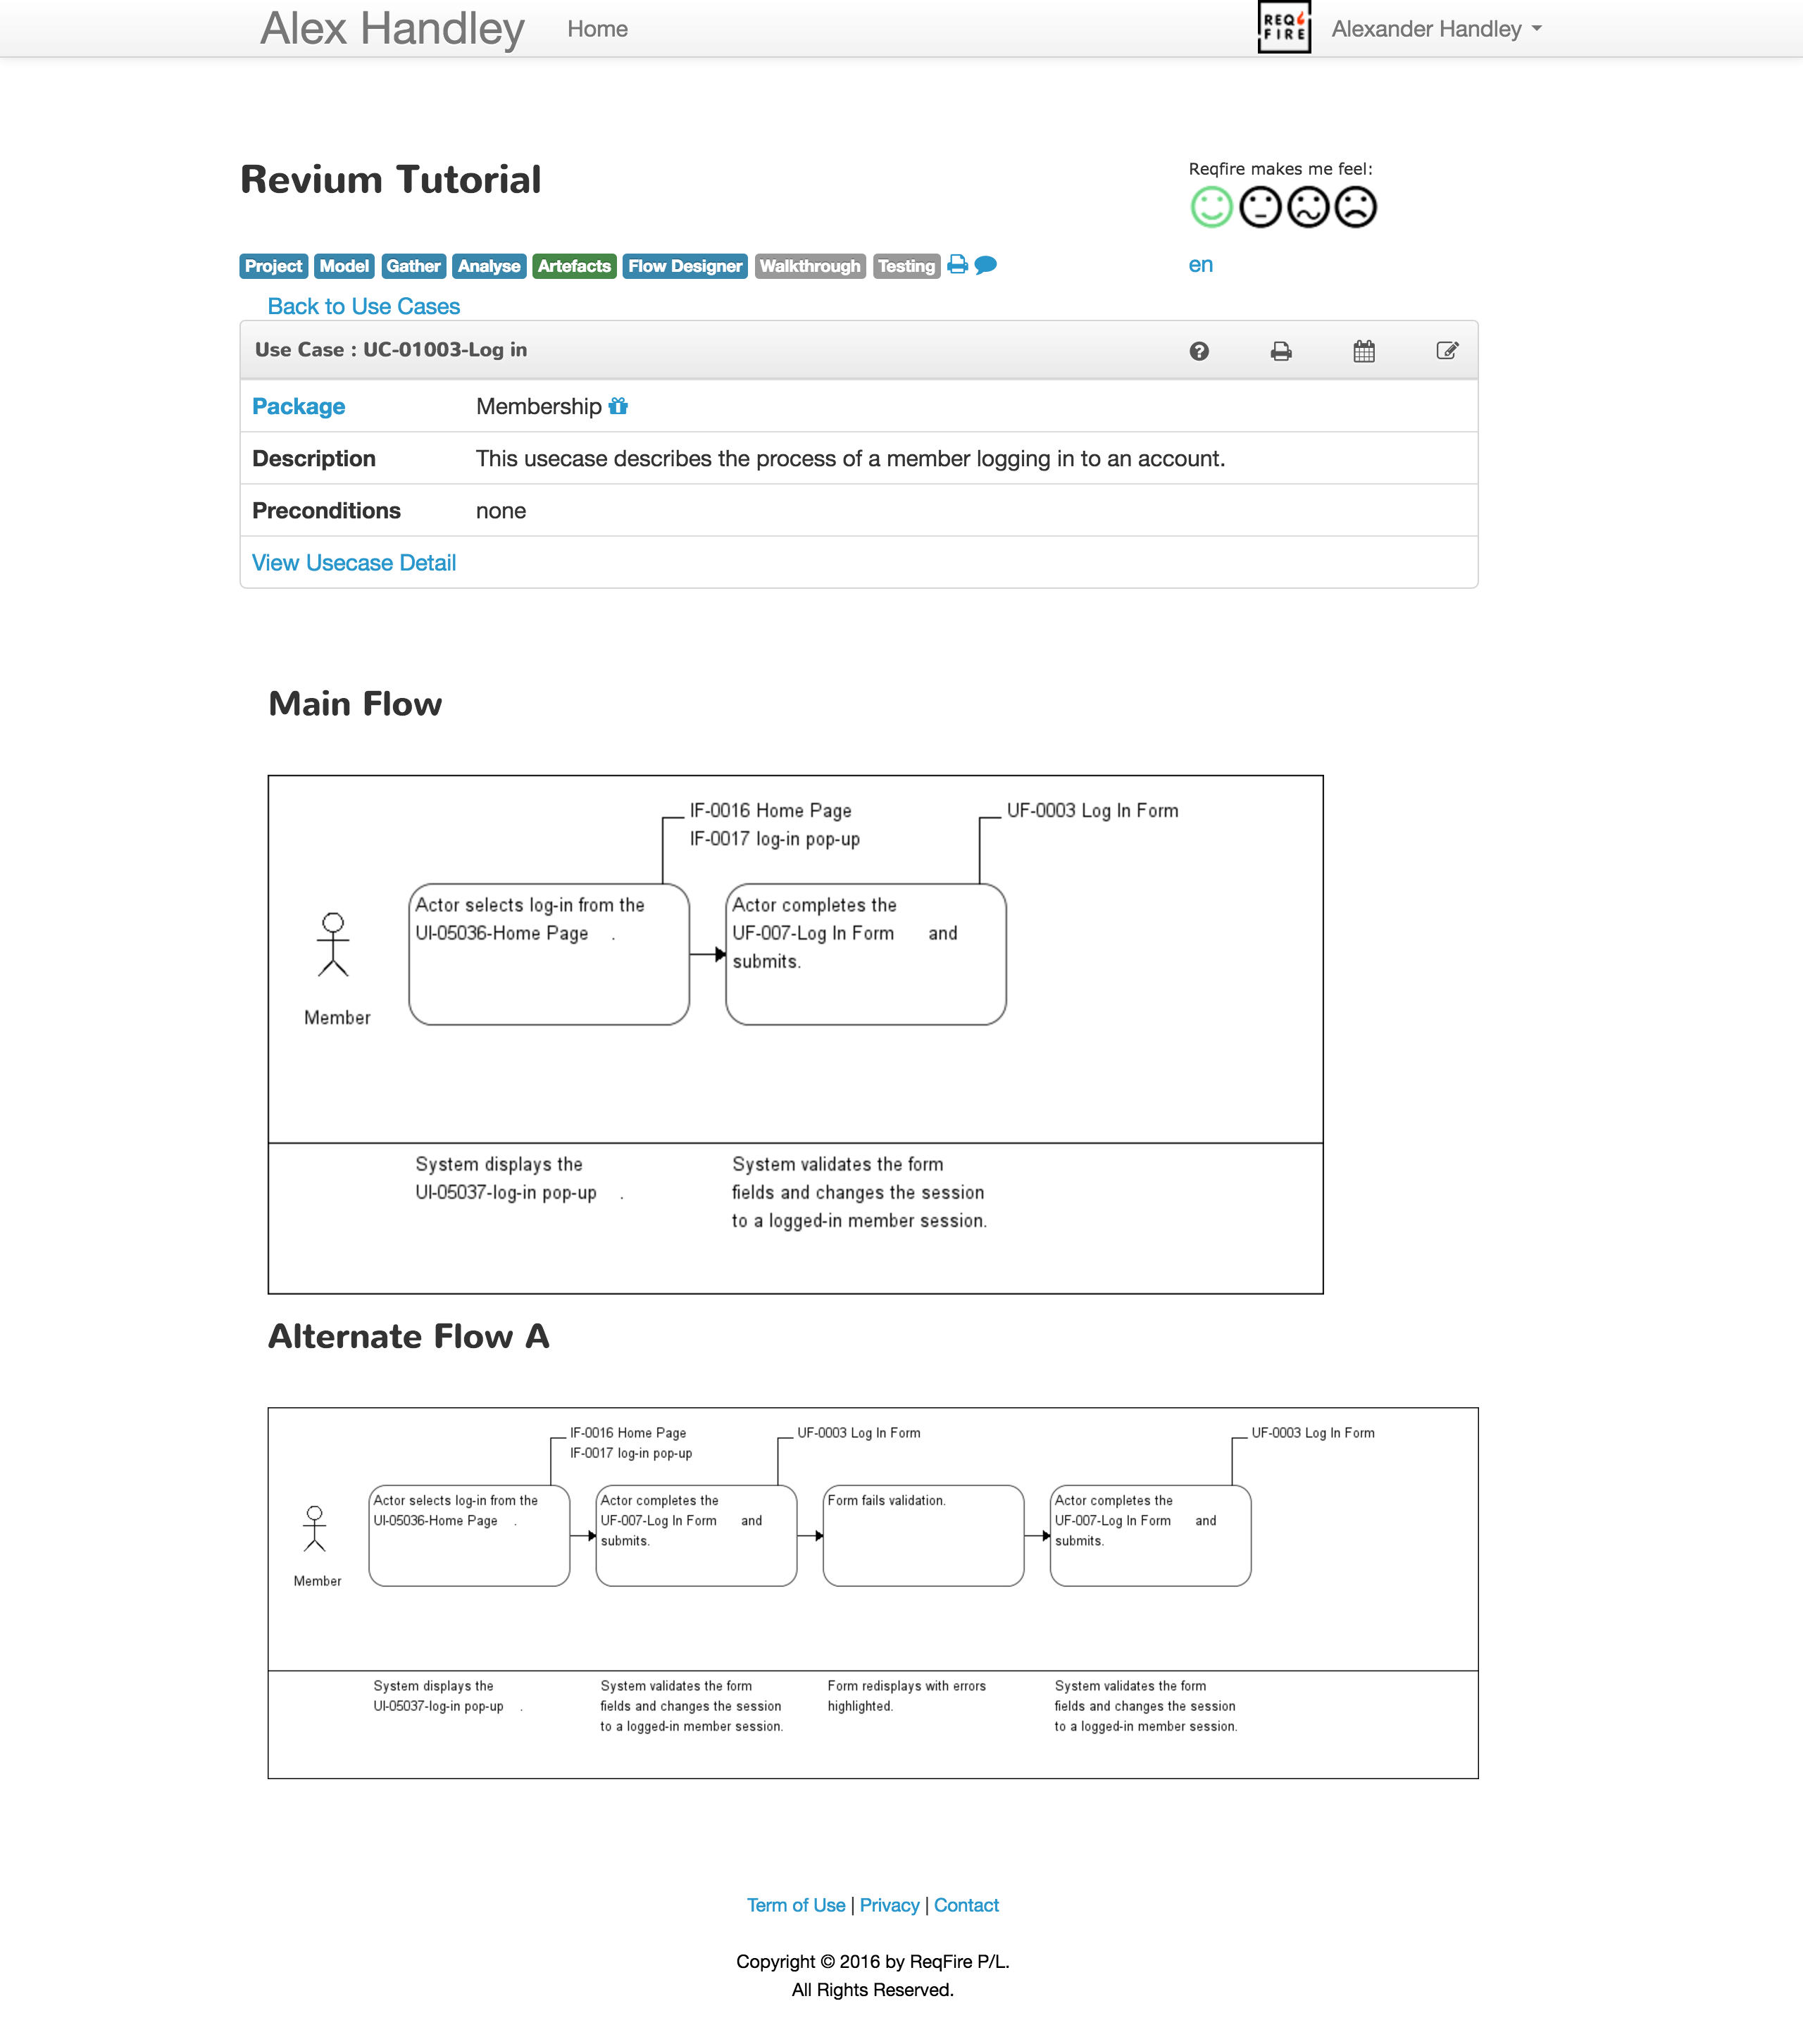 Alex Handley Home REQ FIRE Alexander Handley
Revium Tutorial
Reqfire makes me feel:
Project Model Gather Analyse Artefacts Flow Designer Walkthrough Testing en
Back to Use Cases
Use Case : UC-01003-Log in
Package Membership
Description This usecase describes the process of a member logging in to an account.
Preconditions none
View Usecase Detail
Main Flow
IF-0016 Home Page
IF-0017 log-in pop-up
UF-0003 Log In Form
Member
Actor selects log-in from the
UI-05036-Home Page .
Actor completes the
UF-007-Log In Form and
submits.
System displays the
UI-05037-log-in pop-up .
System validates the form
fields and changes the session
to a logged-in member session.
Alternate Flow A
IF-0016 Home Page
IF-0017 log-in pop-up
UF-0003 Log In Form
UF-0003 Log In Form
Member
Actor selects log-in from the
UI-05036-Home Page .
Actor completes the
UF-007-Log In Form and
submits.
Form fails validation.
Actor completes the
UF-007-Log In Form and
submits.
System displays the
UI-05037-log-in pop-up .
System validates the form
fields and changes the session
to a logged-in member session.
Form redisplays with errors
highlighted.
System validates the form
fields and changes the session
to a logged-in member session.
Term of Use | Privacy | Contact
Copyright © 2016 by ReqFire P/L.
All Rights Reserved.